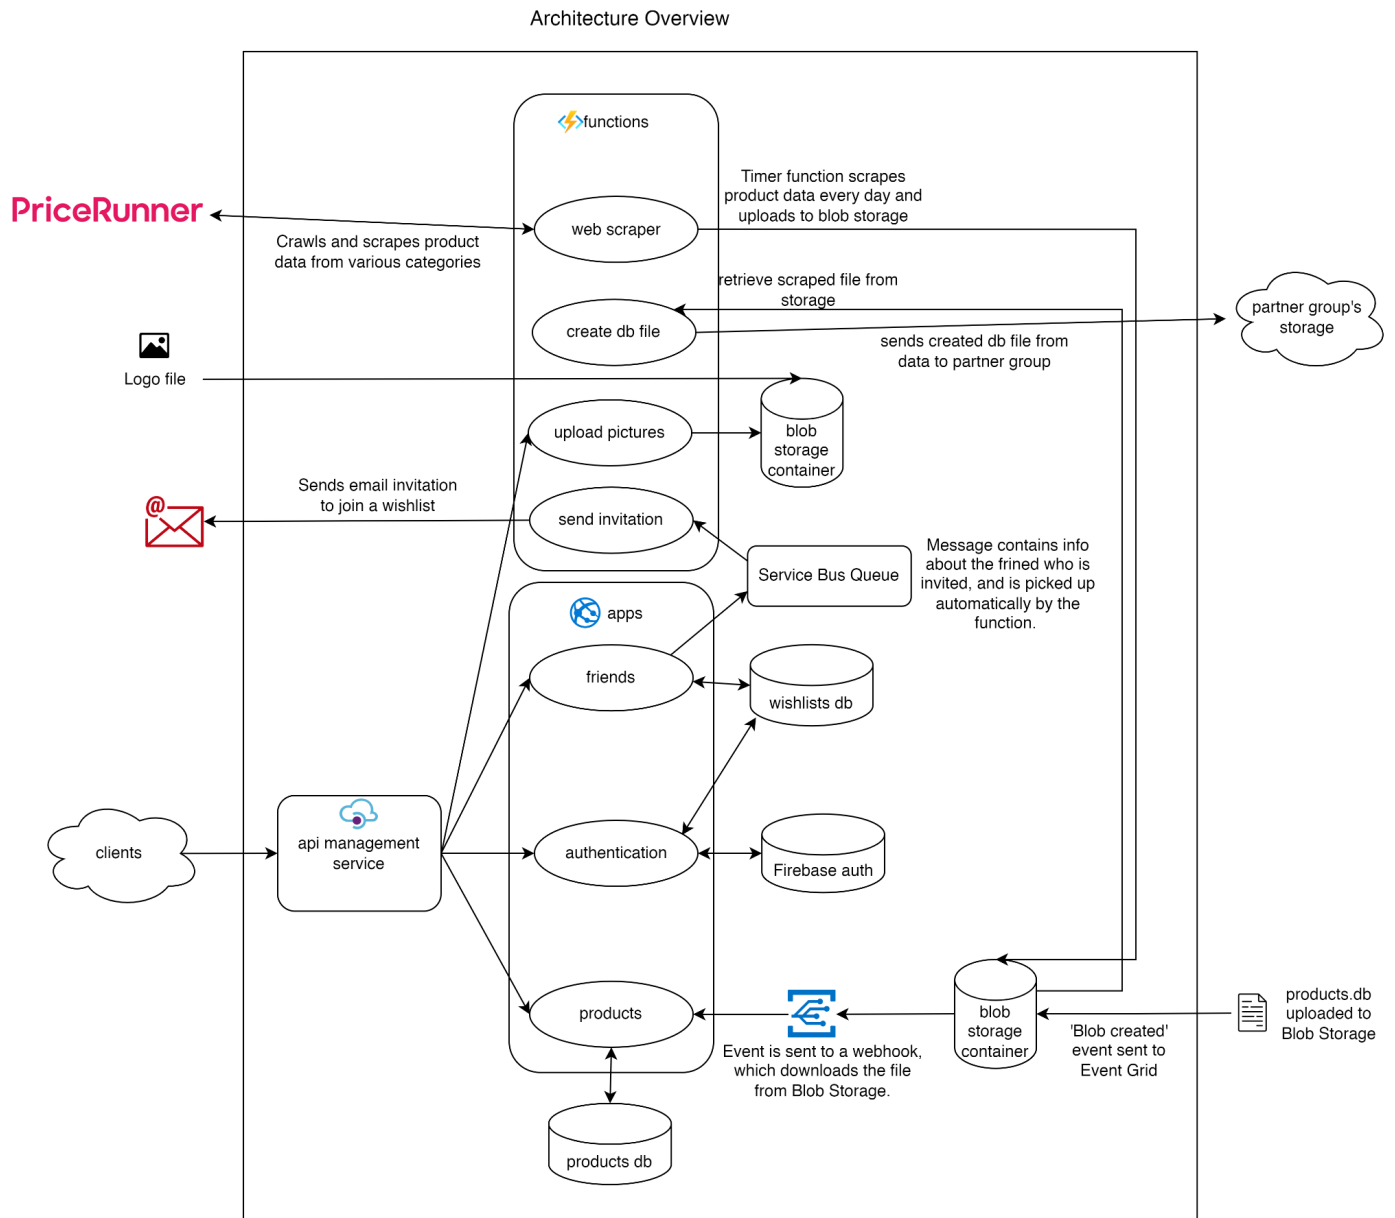 Architecture Overview
functions
Timer function scrapes
product data every day and
uploads to blob storage
PriceRunner
web scraper
Crawls and scrapes product
data from various categories
retrieve scraped file from
storage
partner group's
storage
create db file
sends created db file from
data to partner group
Logo file
upload pictures
blob
storage
container
Sends email invitation
to join a wishlist
@
send invitation
Service Bus Queue
Message contains info
about the frined who is
invited, and is picked up
automatically by the
function.
apps
friends
wishlists db
clients
api management
service
authentication
Firebase auth
products
blob
storage
container
products.db
uploaded to
Blob Storage
'Blob created'
event sent to
Event Grid
Event is sent to a webhook,
which downloads the file
from Blob Storage.
products db